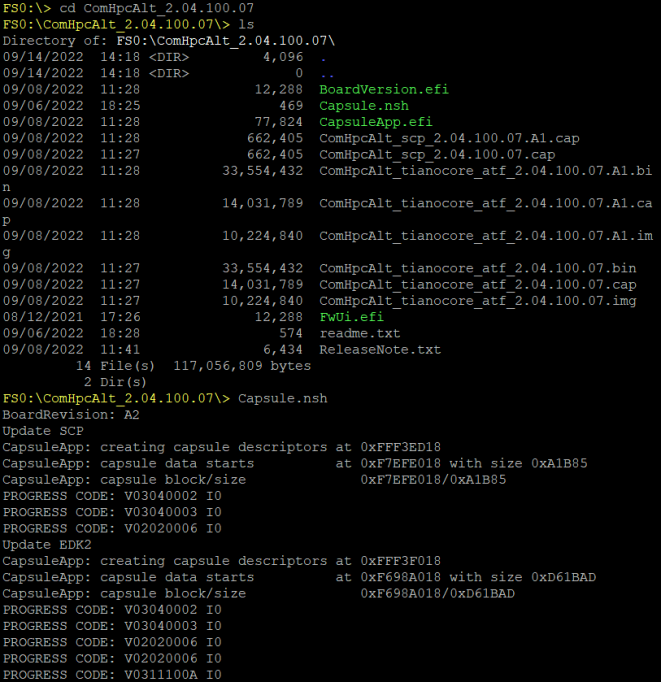 FS0:\> cd ComHpcAlt_2.04.100.07
FS0:\ComHpcAlt_2.04.100.07\> ls
Directory of: FS0:\ComHpcAlt_2.04.100.07\
09/14/2022  14:18 <DIR>         4,096  .
09/14/2022  14:18 <DIR>             0  ..
09/08/2022  11:28              12,288  BoardVersion.efi
09/06/2022  18:25                 469  Capsule.nsh
09/08/2022  11:28              77,824  CapsuleApp.efi
09/08/2022  11:28             662,405  ComHpcAlt_scp_2.04.100.07.A1.cap
09/08/2022  11:27             662,405  ComHpcAlt_scp_2.04.100.07.cap
09/08/2022  11:28          33,554,432  ComHpcAlt_tianocore_atf_2.04.100.07.A1.bi
n
09/08/2022  11:28          14,031,789  ComHpcAlt_tianocore_atf_2.04.100.07.A1.ca
p
09/08/2022  11:28          10,224,840  ComHpcAlt_tianocore_atf_2.04.100.07.A1.im
g
09/08/2022  11:27          33,554,432  ComHpcAlt_tianocore_atf_2.04.100.07.bin
09/08/2022  11:27          14,031,789  ComHpcAlt_tianocore_atf_2.04.100.07.cap
09/08/2022  11:27          10,224,840  ComHpcAlt_tianocore_atf_2.04.100.07.img
08/12/2021  17:26              12,288  FwUi.efi
09/06/2022  18:28                 574  readme.txt
09/08/2022  11:41               6,434  ReleaseNote.txt
         14 File(s)  117,056,809 bytes
          2 Dir(s)
FS0:\ComHpcAlt_2.04.100.07\> Capsule.nsh
BoardRevision: A2
Update SCP
CapsuleApp: creating capsule descriptors at 0xFFF3ED18
CapsuleApp: capsule data starts          at 0xF7EFE018 with size 0xA1B85
CapsuleApp: capsule block/size              0xF7EFE018/0xA1B85
PROGRESS CODE: V03040002 I0
PROGRESS CODE: V03040003 I0
PROGRESS CODE: V02020006 I0
Update EDK2
CapsuleApp: creating capsule descriptors at 0xFFF3F018
CapsuleApp: capsule data starts          at 0xF698A018 with size 0xD61BAD
CapsuleApp: capsule block/size              0xF698A018/0xD61BAD
PROGRESS CODE: V03040002 I0
PROGRESS CODE: V03040003 I0
PROGRESS CODE: V02020006 I0
PROGRESS CODE: V02020006 I0
PROGRESS CODE: V0311100A I0